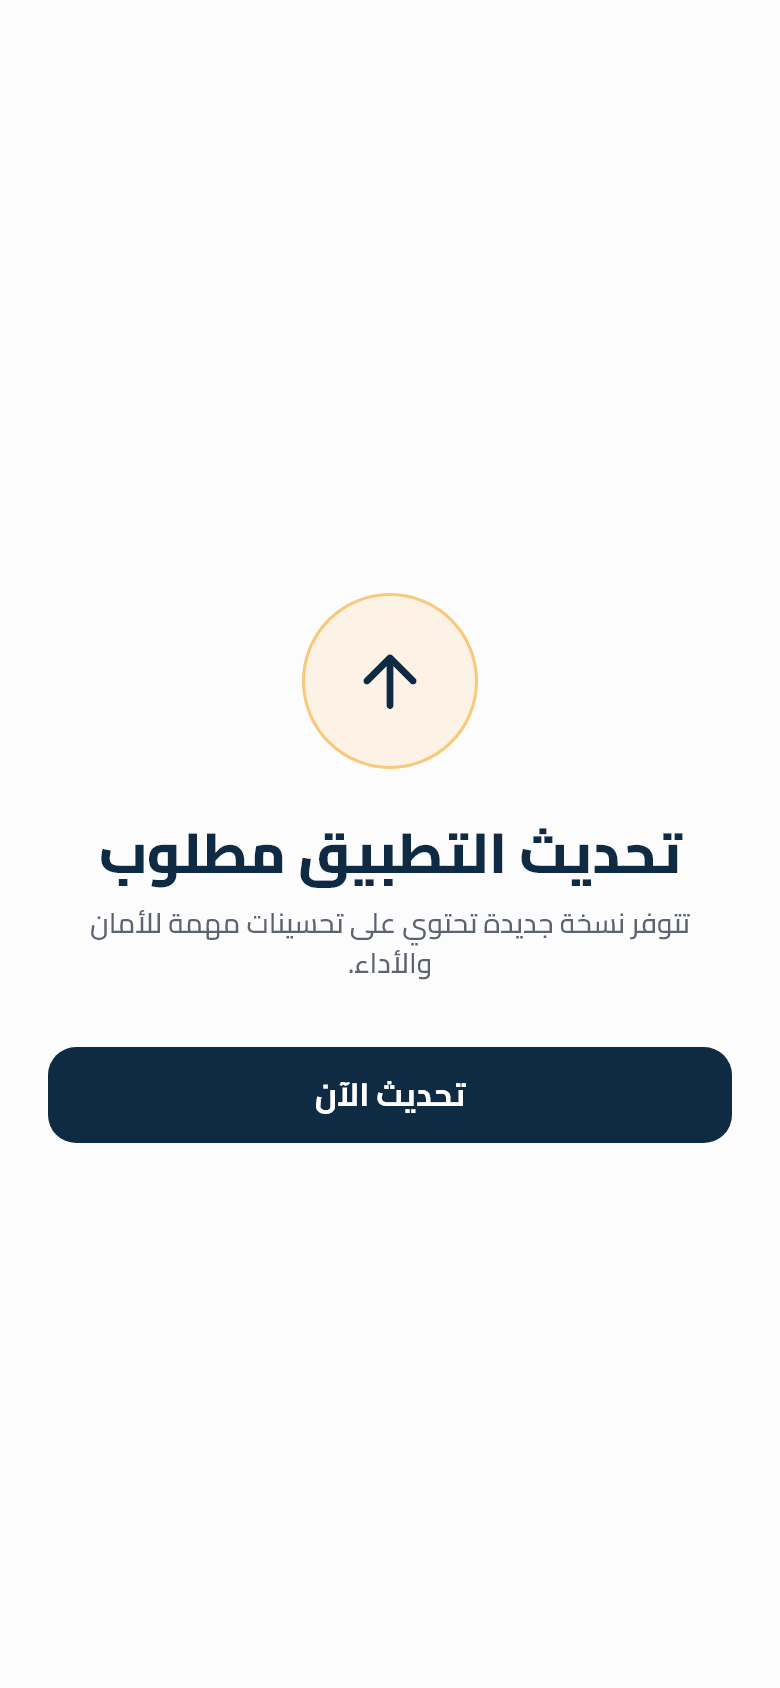 تحديث التطبيق مطلوب
تتوفر نسخة جديدة تحتوي على تحسينات مهمة للأمان
والأداء.
تحديث الآن